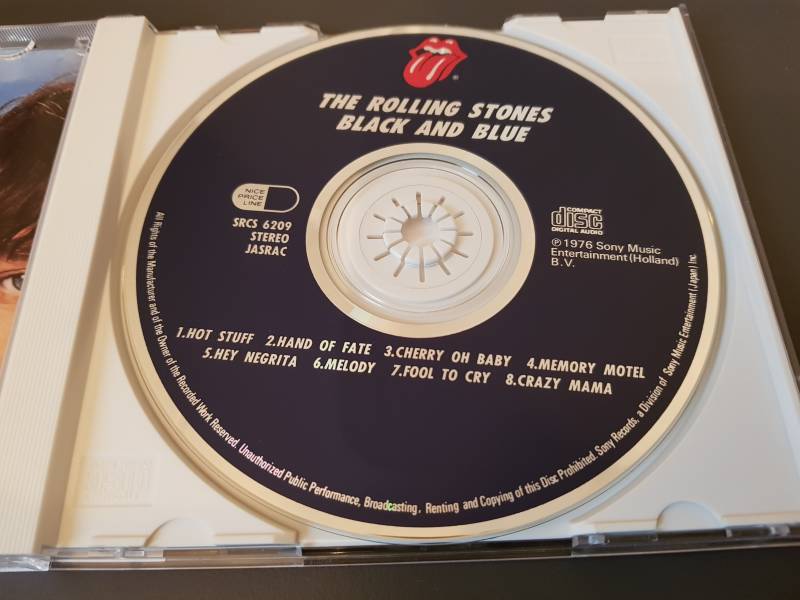 THE ROLLING STONES
BLACK AND BLUE
NICE
PRICE
LINE
SRCS 6209
STEREO
JASRAC
COMPACT
disc
DIGITAL AUDIO
Ⓟ1976 Sony Music
Entertainment (Holland)
B.V.
1.HOT STUFF 2.HAND OF FATE 3.CHERRY OH BABY 4.MEMORY MOTEL
5.HEY NEGRITA 6.MELODY 7.FOOL TO CRY 8.CRAZY MAMA
All Rights of the Manufacturer and of the Owner of the Recorded Work Reserved. Unauthorized Public Performance, Broadcasting, Renting and Copying of this Disc Prohibited. Sony Records, a Division of Sony Music Entertainment (Japan) Inc.